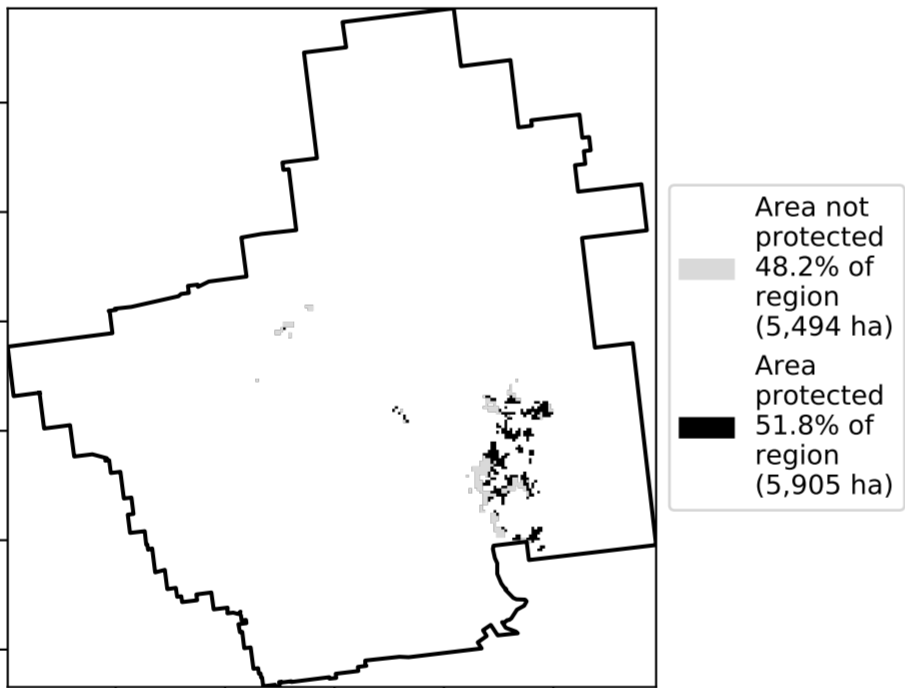 Area not
protected
48.2% of
region
(5,494 ha)
Area
protected
51.8% of
region
(5,905 ha)